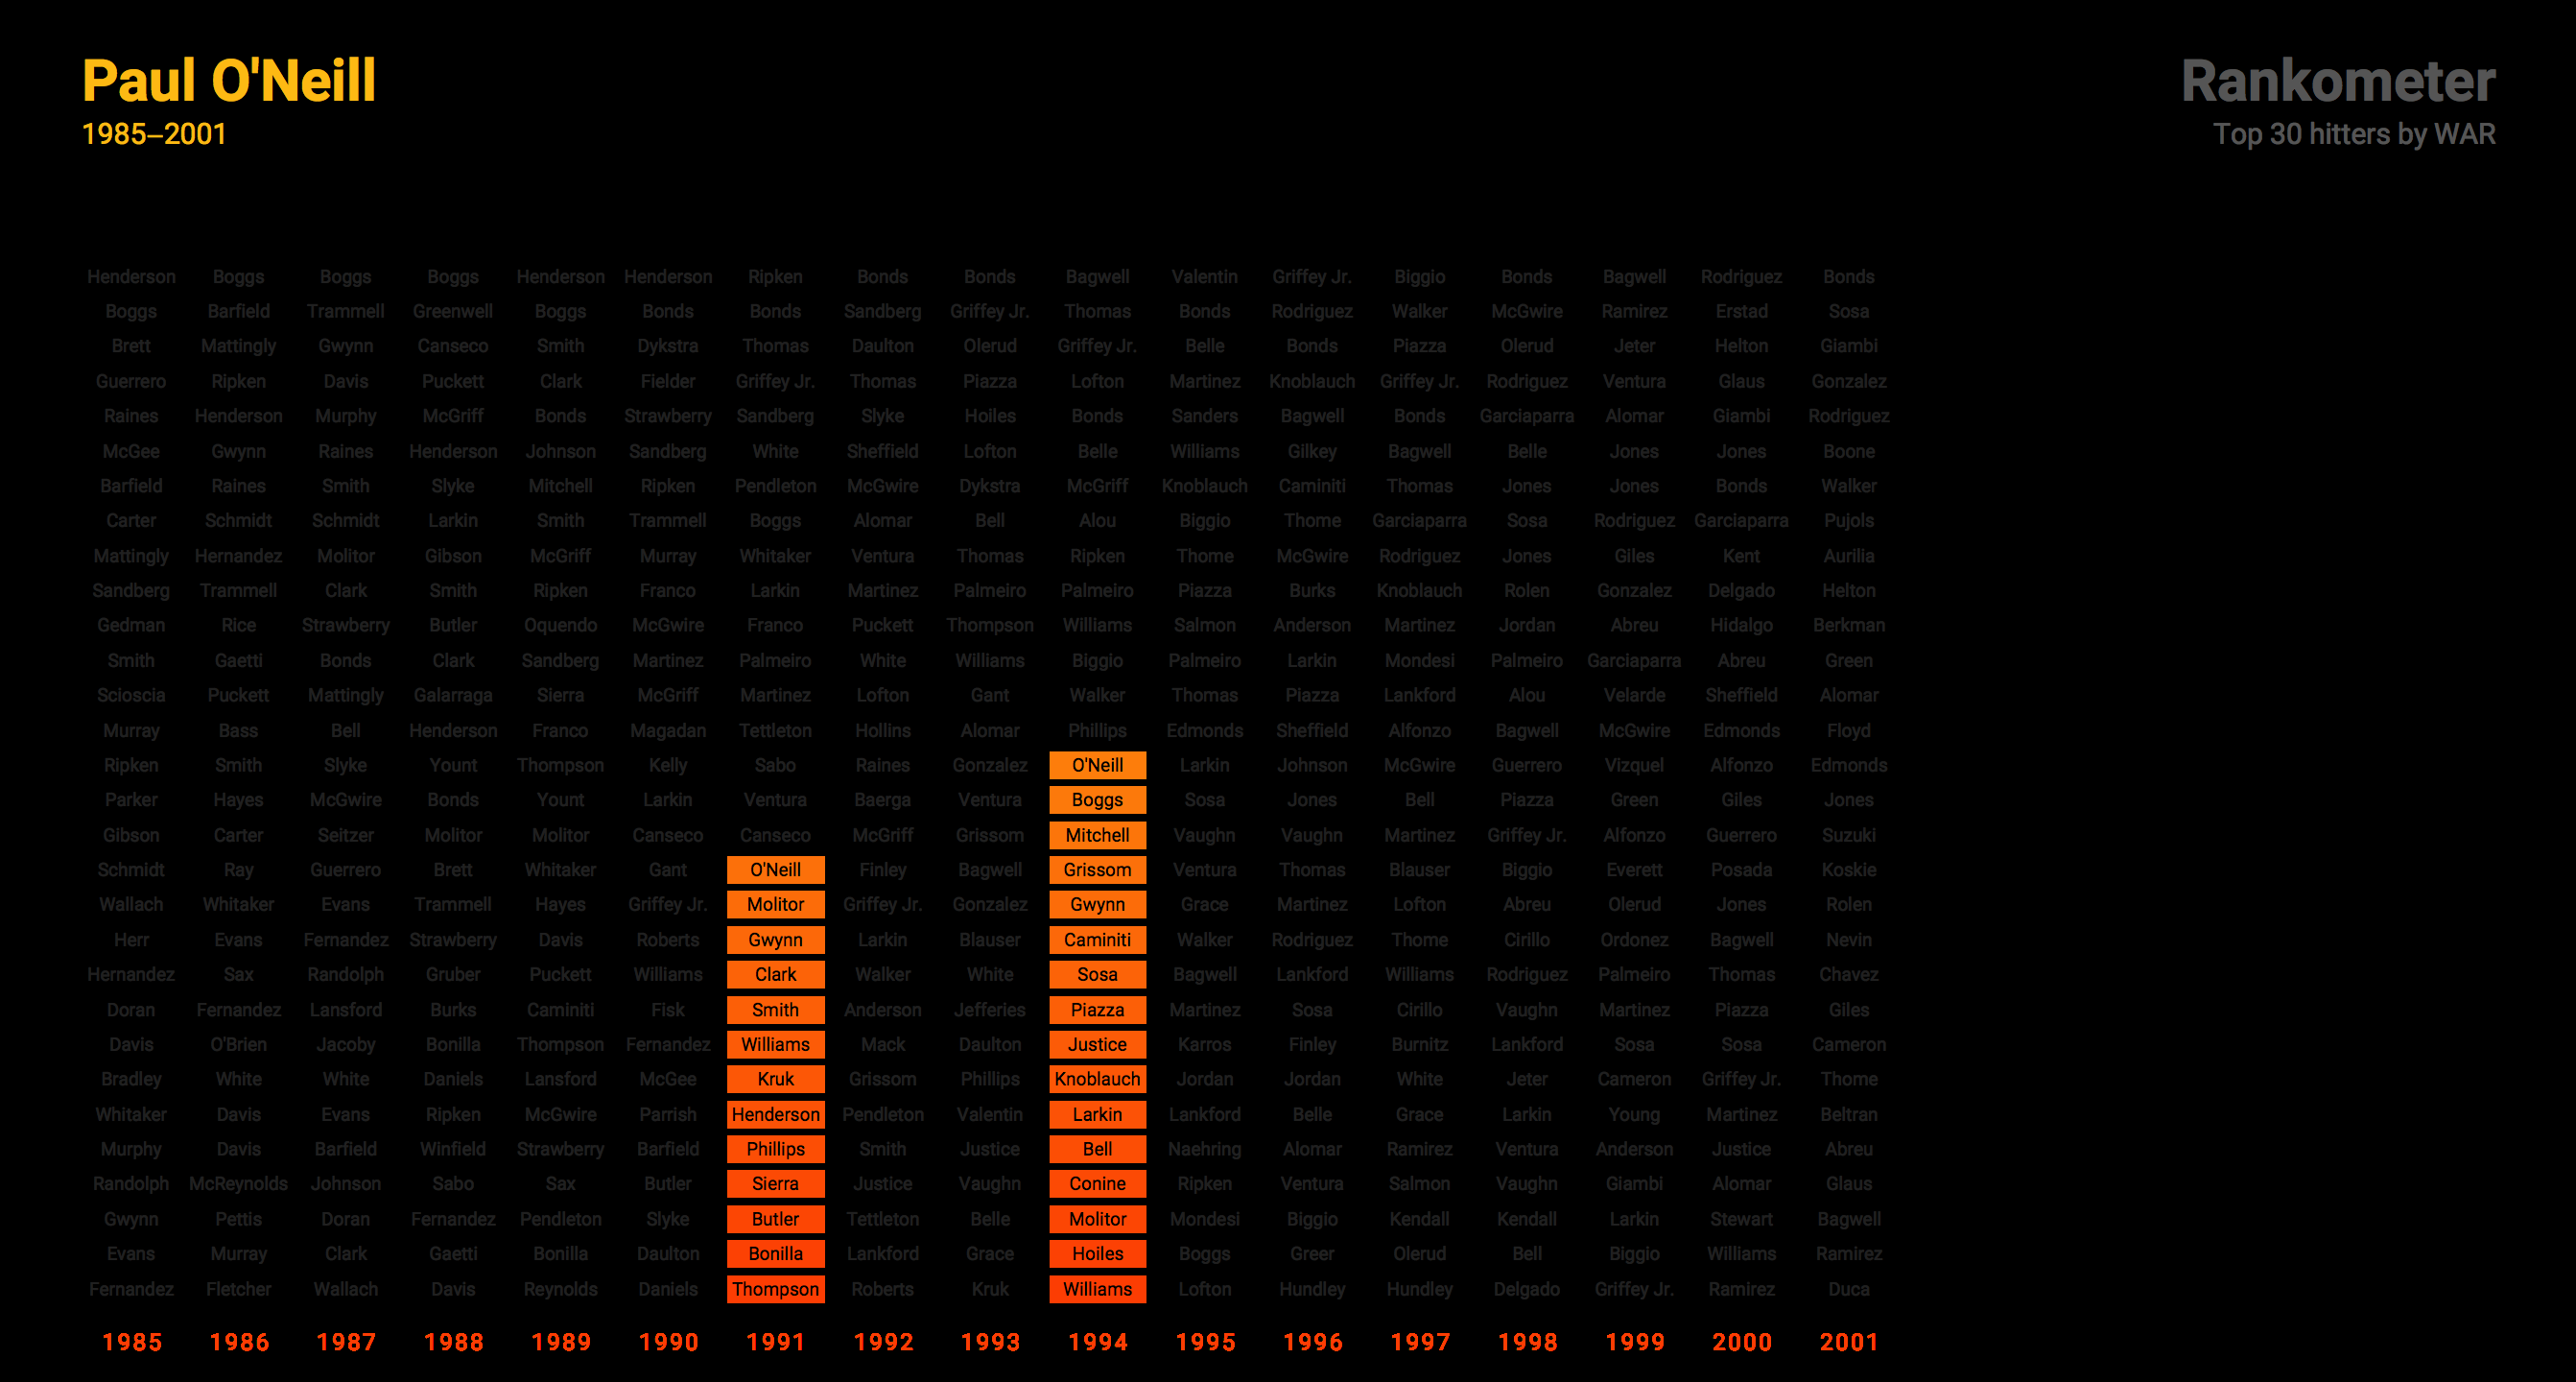 Paul O'Neill
1985–2001
Rankometer
Top 30 hitters by WAR
Henderson Boggs Boggs Boggs Henderson Henderson Ripken Bonds Bonds Bagwell Valentin Griffey Jr. Biggio Bonds Bagwell Rodriguez Bonds
Boggs Barfield Trammell Greenwell Boggs Bonds Bonds Sandberg Griffey Jr. Thomas Bonds Rodriguez Walker McGwire Ramirez Erstad Sosa
Brett Mattingly Gwynn Canseco Smith Dykstra Thomas Daulton Olerud Griffey Jr. Belle Bonds Piazza Olerud Jeter Helton Giambi
Guerrero Ripken Davis Puckett Clark Fielder Griffey Jr. Thomas Piazza Lofton Martinez Knoblauch Griffey Jr. Rodriguez Ventura Glaus Gonzalez
Raines Henderson Murphy McGriff Bonds Strawberry Sandberg Slyke Hoiles Bonds Sanders Bagwell Bonds Garciaparra Alomar Giambi Rodriguez
McGee Gwynn Raines Henderson Johnson Sandberg White Sheffield Lofton Belle Williams Gilkey Bagwell Belle Jones Jones Boone
Barfield Raines Smith Slyke Mitchell Ripken Pendleton McGwire Dykstra McGriff Knoblauch Caminiti Thomas Jones Jones Bonds Walker
Carter Schmidt Schmidt Larkin Smith Trammell Boggs Alomar Bell Alou Biggio Thome Garciaparra Sosa Rodriguez Garciaparra Pujols
Mattingly Hernandez Molitor Gibson McGriff Murray Whitaker Ventura Thomas Ripken Thome McGwire Rodriguez Jones Giles Kent Aurilia
Sandberg Trammell Clark Smith Ripken Franco Larkin Martinez Palmeiro Palmeiro Piazza Burks Knoblauch Rolen Gonzalez Delgado Helton
Gedman Rice Strawberry Butler Oquendo McGwire Franco Puckett Thompson Williams Salmon Anderson Martinez Jordan Abreu Hidalgo Berkman
Smith Gaetti Bonds Clark Sandberg Martinez Palmeiro White Williams Biggio Palmeiro Larkin Mondesi Palmeiro Garciaparra Abreu Green
Scioscia Puckett Mattingly Galarraga Sierra McGriff Martinez Lofton Gant Walker Thomas Piazza Lankford Alou Velarde Sheffield Alomar
Murray Bass Bell Henderson Franco Magadan Tettleton Hollins Alomar Phillips Edmonds Sheffield Alfonzo Bagwell McGwire Edmonds Floyd
Ripken Smith Slyke Yount Thompson Kelly Sabo Raines Gonzalez O'Neill Larkin Johnson McGwire Guerrero Vizquel Alfonzo Edmonds
Parker Hayes McGwire Bonds Yount Larkin Ventura Baerga Ventura Boggs Sosa Jones Bell Piazza Green Giles Jones
Gibson Carter Seitzer Molitor Molitor Canseco Canseco McGriff Grissom Mitchell Vaughn Vaughn Martinez Griffey Jr. Alfonzo Guerrero Suzuki
Schmidt Ray Guerrero Brett Whitaker Gant O'Neill Finley Bagwell Grissom Ventura Thomas Blauser Biggio Everett Posada Koskie
Wallach Whitaker Evans Trammell Hayes Griffey Jr. Molitor Griffey Jr. Gonzalez Gwynn Grace Martinez Lofton Abreu Olerud Jones Rolen
Herr Evans Fernandez Strawberry Davis Roberts Gwynn Larkin Blauser Caminiti Walker Rodriguez Thome Cirillo Ordonez Bagwell Nevin
Hernandez Sax Randolph Gruber Puckett Williams Clark Walker White Sosa Bagwell Lankford Williams Rodriguez Palmeiro Thomas Chavez
Doran Fernandez Lansford Burks Caminiti Fisk Smith Anderson Jefferies Piazza Martinez Sosa Cirillo Vaughn Martinez Piazza Giles
Davis O'Brien Jacoby Bonilla Thompson Fernandez Williams Mack Daulton Justice Karros Finley Burnitz Lankford Sosa Sosa Cameron
Bradley White White Daniels Lansford McGee Kruk Grissom Phillips Knoblauch Jordan Jordan White Jeter Cameron Griffey Jr. Thome
Whitaker Davis Evans Ripken McGwire Parrish Henderson Pendleton Valentin Larkin Lankford Belle Grace Larkin Young Martinez Beltran
Murphy Davis Barfield Winfield Strawberry Barfield Phillips Smith Justice Bell Naehring Alomar Ramirez Ventura Anderson Justice Abreu
Randolph McReynolds Johnson Sabo Sax Butler Sierra Justice Vaughn Conine Ripken Ventura Salmon Vaughn Giambi Alomar Glaus
Gwynn Pettis Doran Fernandez Pendleton Slyke Butler Tettleton Belle Molitor Mondesi Biggio Kendall Kendall Larkin Stewart Bagwell
Evans Murray Clark Gaetti Bonilla Daulton Bonilla Lankford Grace Hoiles Boggs Greer Olerud Bell Biggio Williams Ramirez
Fernandez Fletcher Wallach Davis Reynolds Daniels Thompson Roberts Kruk Williams Lofton Hundley Hundley Delgado Griffey Jr. Ramirez Duca
1985 1986 1987 1988 1989 1990 1991 1992 1993 1994 1995 1996 1997 1998 1999 2000 2001